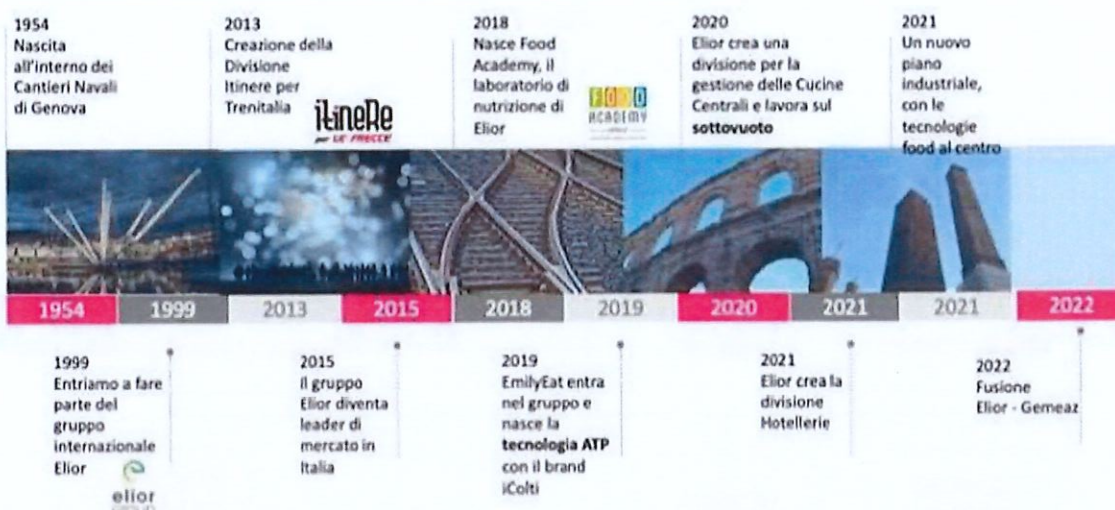 1954
Nascita
all'interno dei
Cantieri Navali
di Genova
2013
Creazione della
Divisione
Itinere per
Trenitalia
itineRe
per LE FRECCE
2018
Nasce Food
Academy, il
laboratorio di
nutrizione di
Elior
FOOD
ACADEMY
2020
Elior crea una
divisione per la
gestione delle Cucine
Centrali e lavora sul
sottovuoto
2021
Un nuovo
piano
industriale,
con le
tecnologie
food al centro
1954
1999
2013
2015
2018
2019
2020
2021
2021
2022
1999
Entriamo a fare
parte del
gruppo
internazionale
Elior
elior
GROUP
2015
Il gruppo
Elior diventa
leader di
mercato in
Italia
2019
EmilyEat entra
nel gruppo e
nasce la
tecnologia ATP
con il brand
iColti
2021
Elior crea la
divisione
Hotellerie
2022
Fusione
Elior - Gemeaz